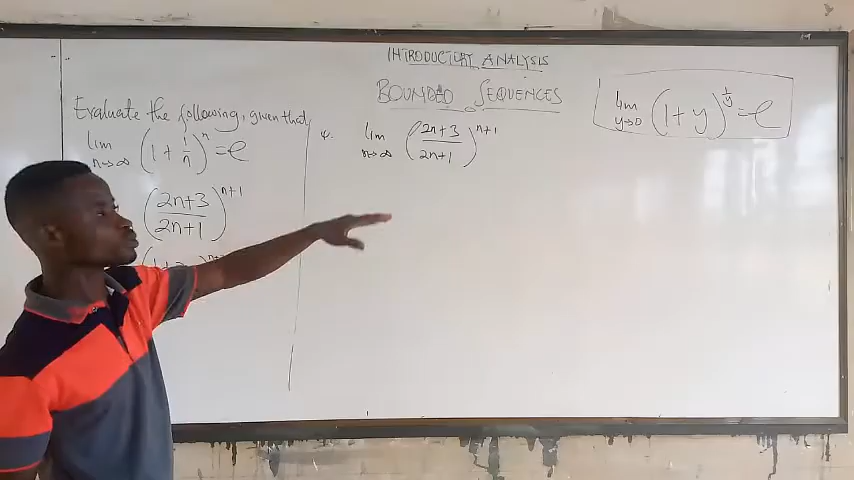 INTRODUCTORY ANALYSIS
BOUNDED SEQUENCES
Evaluate the following, given that
lim n→∞ (1 + 1/n)^n = e
((2n+3)/(2n+1))^(n+1)
lim n→∞ ((2n+3)/(2n+1))^(n+1)
lim y→0 (1+y)^(1/y) = e